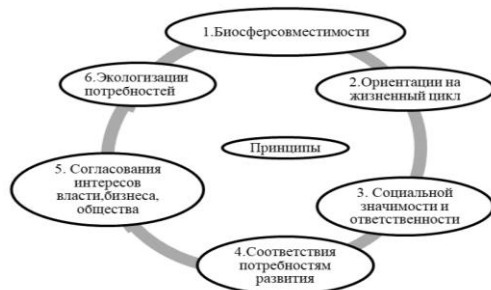 1.Биосферсовместимости
2.Ориентации на
жизненный цикл
3. Социальной
значимости и
ответственности
4.Соответствия
потребностям
развития
5. Согласования
интересов
власти,бизнеса,
общества
6.Экологизации
потребностей
Принципы